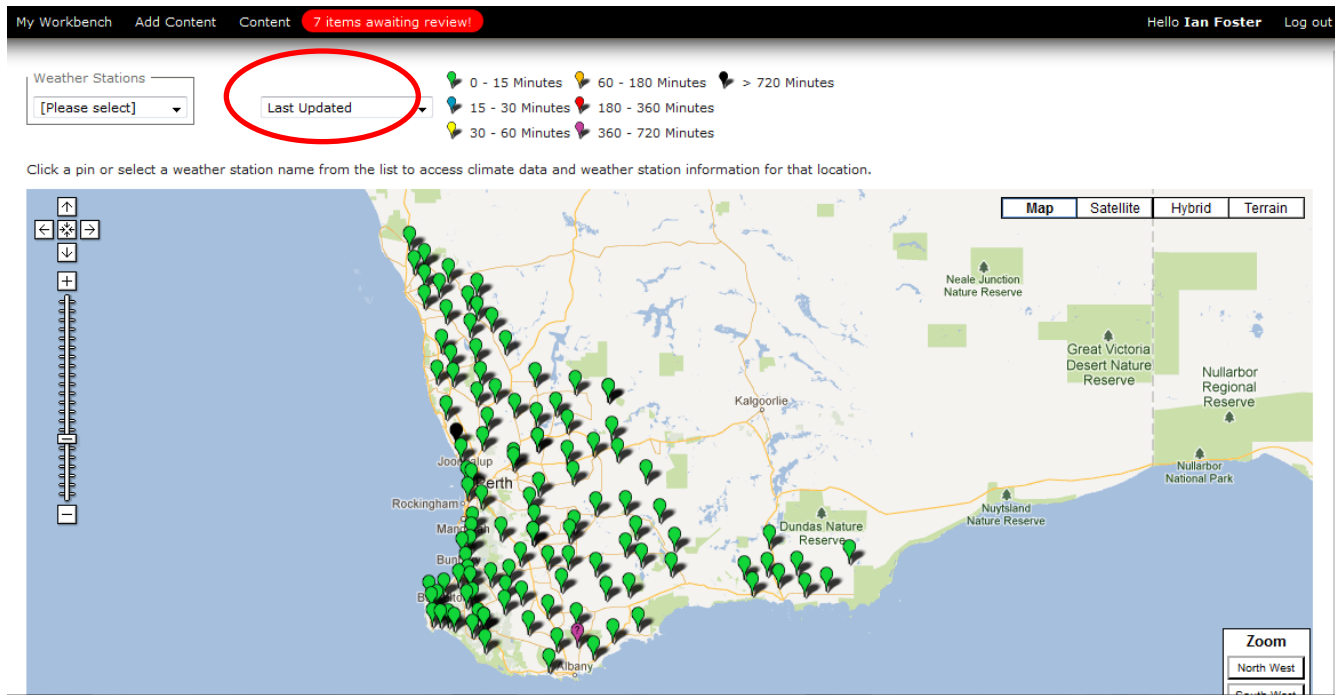 My Workbench Add Content Content 7 items awaiting review! Hello Ian Foster Log out
Weather Stations
[Please select]
Last Updated
0 - 15 Minutes 60 - 180 Minutes > 720 Minutes
15 - 30 Minutes 180 - 360 Minutes
30 - 60 Minutes 360 - 720 Minutes
Click a pin or select a weather station name from the list to access climate data and weather station information for that location.
Map Satellite Hybrid Terrain
Neale Junction
Nature Reserve
Great Victoria
Desert Nature
Reserve
Nullarbor
Regional
Reserve
Kalgoorlie
Nullarbor
National Park
Rockingham
Nuytsland
Nature Reserve
Dundas Nature
Reserve
Albany
Zoom
North West
South West